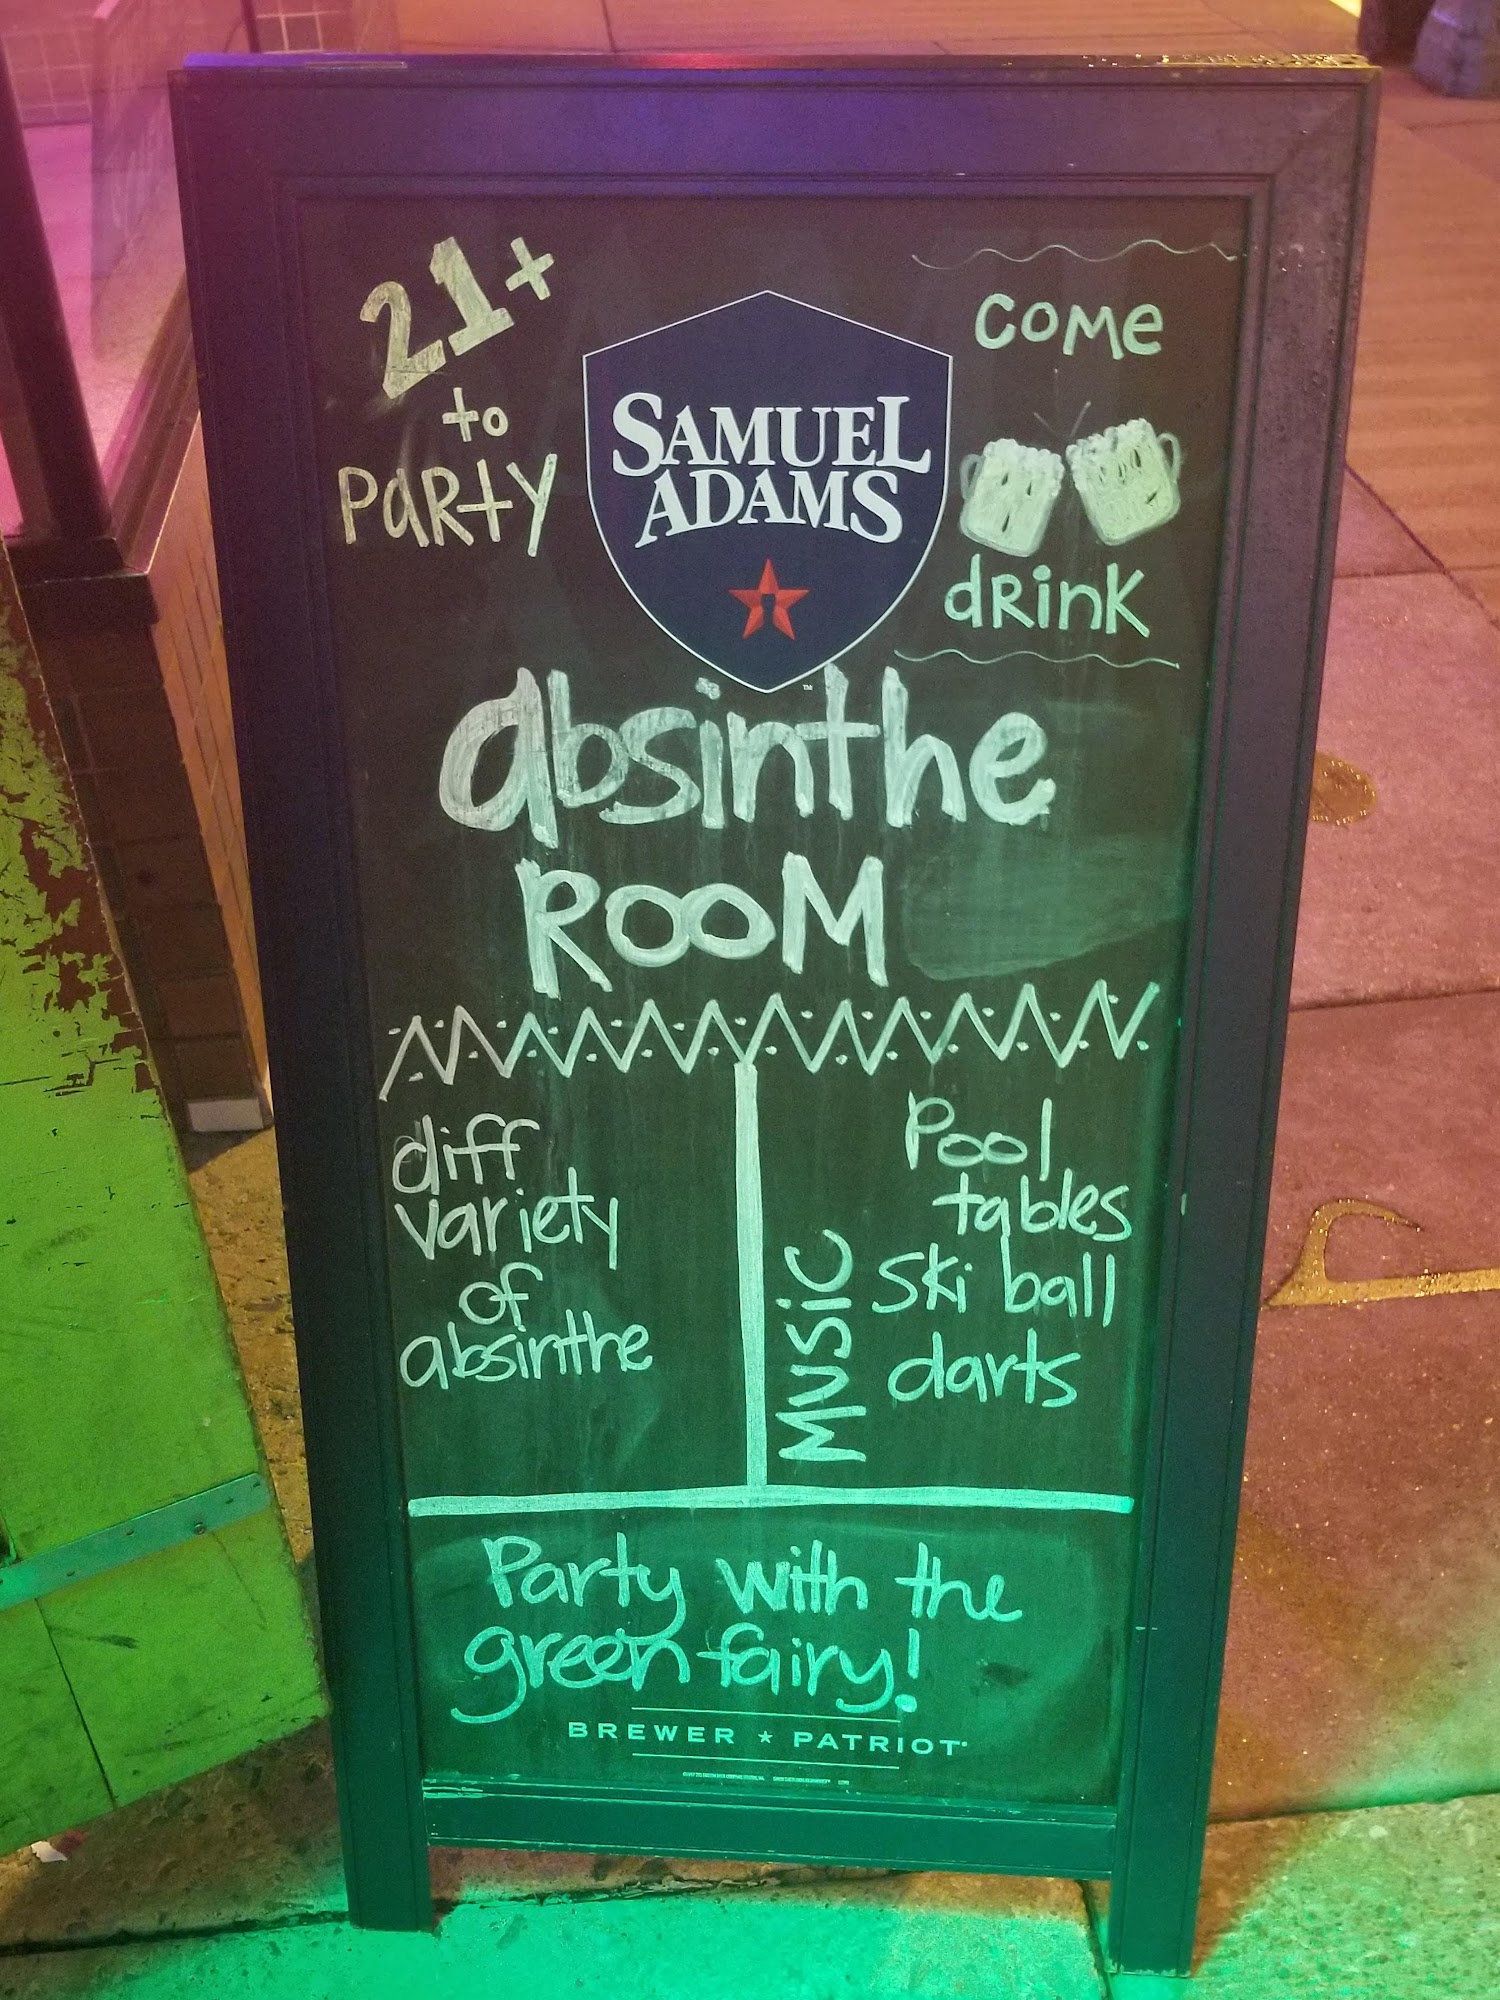 21+
to
PARTY
SAMUEL
ADAMS
TM
COME
dRinK
absinthe
ROOM
diff
variety
of
absinthe
MUSIC
Pool
tables
Ski ball
darts
Party with the
green fairy!
BREWER ★ PATRIOT